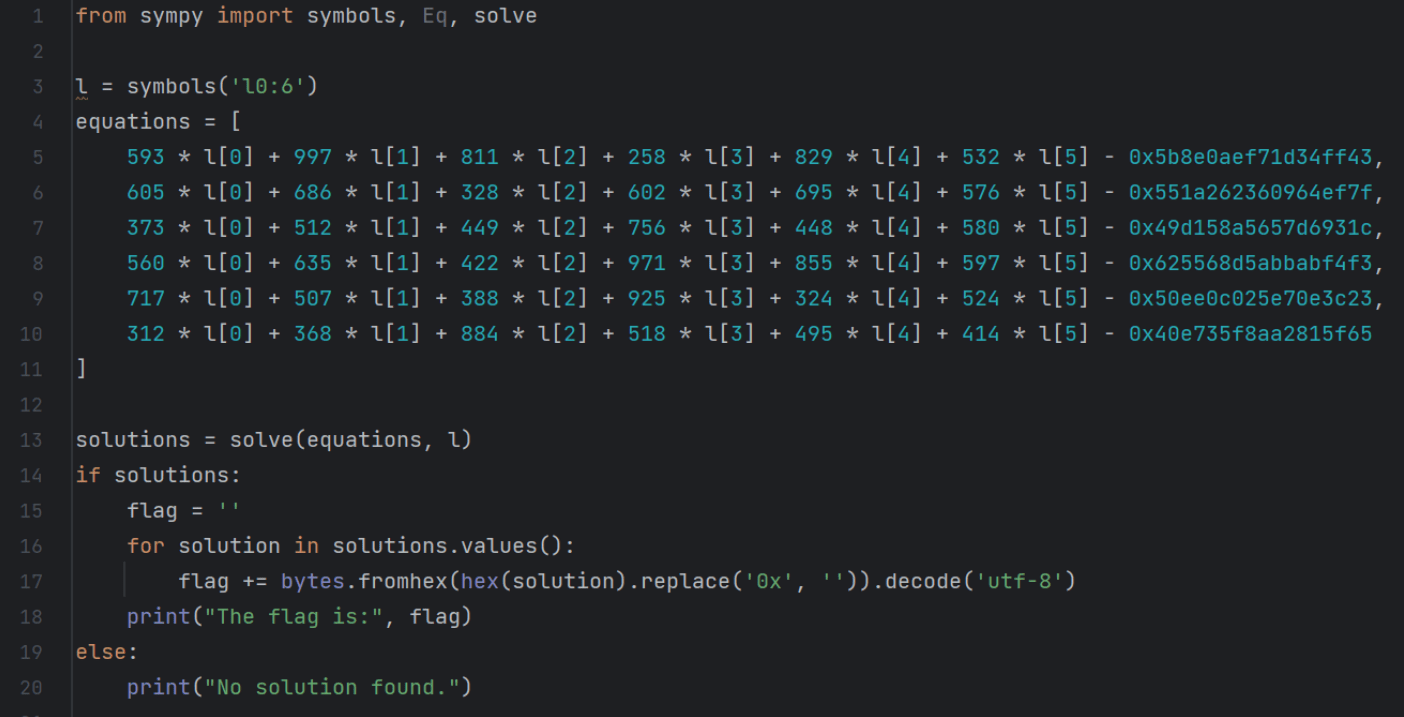 1 from sympy import symbols, Eq, solve
2
3 l = symbols('l0:6')
4 equations = [
5     593 * l[0] + 997 * l[1] + 811 * l[2] + 258 * l[3] + 829 * l[4] + 532 * l[5] - 0x5b8e0aef71d34ff43,
6     605 * l[0] + 686 * l[1] + 328 * l[2] + 602 * l[3] + 695 * l[4] + 576 * l[5] - 0x551a262360964ef7f,
7     373 * l[0] + 512 * l[1] + 449 * l[2] + 756 * l[3] + 448 * l[4] + 580 * l[5] - 0x49d158a5657d6931c,
8     560 * l[0] + 635 * l[1] + 422 * l[2] + 971 * l[3] + 855 * l[4] + 597 * l[5] - 0x625568d5abbabf4f3,
9     717 * l[0] + 507 * l[1] + 388 * l[2] + 925 * l[3] + 324 * l[4] + 524 * l[5] - 0x50ee0c025e70e3c23,
10     312 * l[0] + 368 * l[1] + 884 * l[2] + 518 * l[3] + 495 * l[4] + 414 * l[5] - 0x40e735f8aa2815f65
11 ]
12
13 solutions = solve(equations, l)
14 if solutions:
15     flag = ''
16     for solution in solutions.values():
17         flag += bytes.fromhex(hex(solution).replace('0x', '')).decode('utf-8')
18     print("The flag is:", flag)
19 else:
20     print("No solution found.")